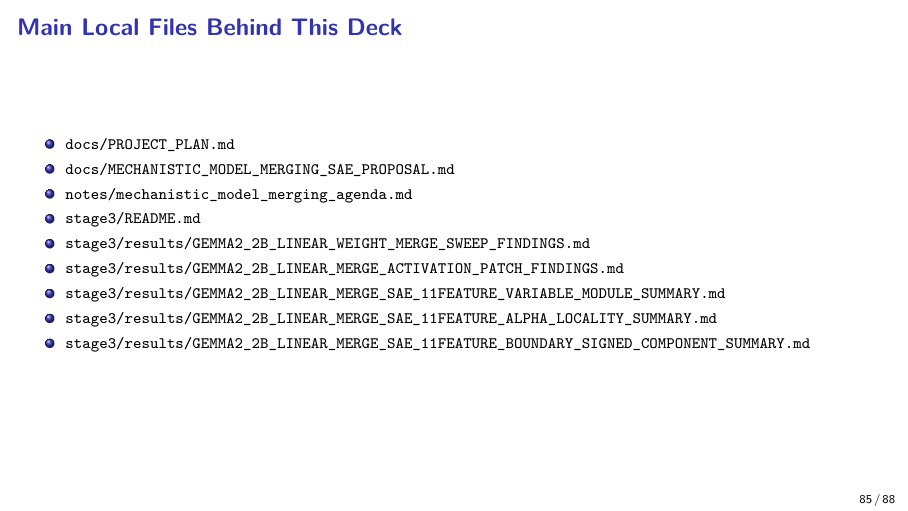 Main Local Files Behind This Deck
docs/PROJECT_PLAN.md
docs/MECHANISTIC_MODEL_MERGING_SAE_PROPOSAL.md
notes/mechanistic_model_merging_agenda.md
stage3/README.md
stage3/results/GEMMA2_2B_LINEAR_WEIGHT_MERGE_SWEEP_FINDINGS.md
stage3/results/GEMMA2_2B_LINEAR_MERGE_ACTIVATION_PATCH_FINDINGS.md
stage3/results/GEMMA2_2B_LINEAR_MERGE_SAE_11FEATURE_VARIABLE_MODULE_SUMMARY.md
stage3/results/GEMMA2_2B_LINEAR_MERGE_SAE_11FEATURE_ALPHA_LOCALITY_SUMMARY.md
stage3/results/GEMMA2_2B_LINEAR_MERGE_SAE_11FEATURE_BOUNDARY_SIGNED_COMPONENT_SUMMARY.md
85 / 88